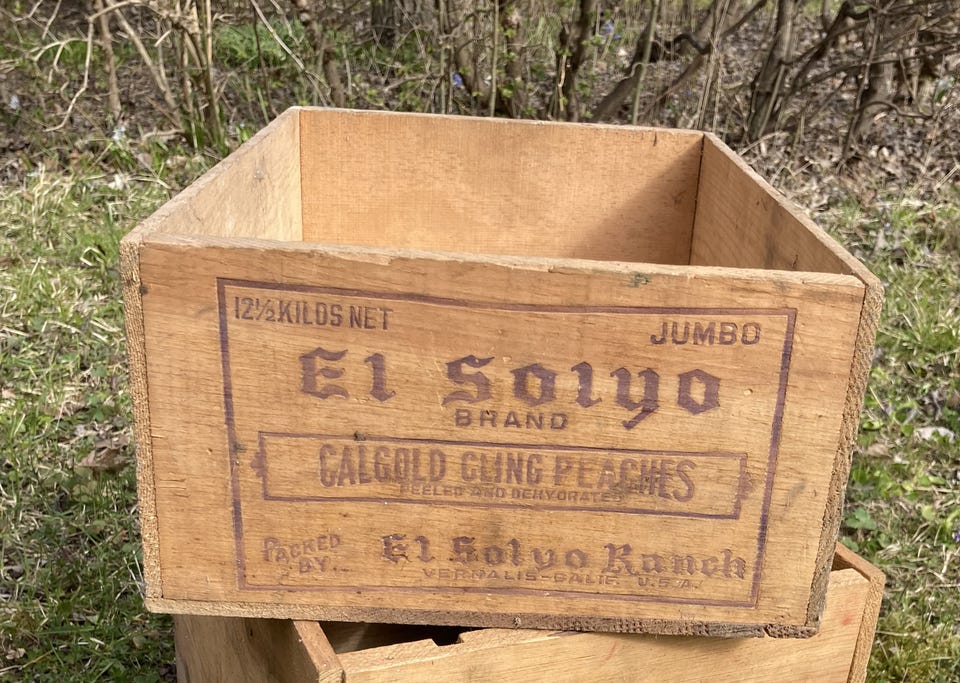 12½ KILOS NET
JUMBO
El Solyo
BRAND
CALGOLD CLING PEACHES
PEELED AND DEHYDRATED
PACKED BY..
El Solyo Ranch
VERNALIS-CALIF. U.S.A.